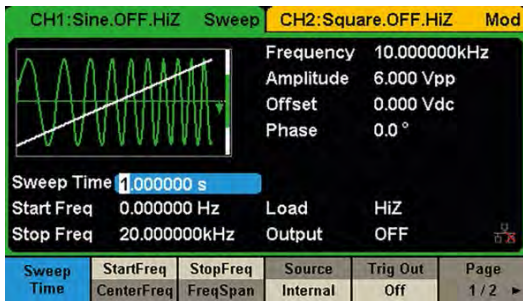 CH1:Sine.OFF.HiZ Sweep CH2:Square.OFF.HiZ Mod
Frequency 10.000000kHz
Amplitude 6.000 Vpp
Offset 0.000 Vdc
Phase 0.0 °
Sweep Time 1.000000 s
Start Freq 0.000000 Hz Load HiZ
Stop Freq 20.000000kHz Output OFF
Sweep Time StartFreq CenterFreq StopFreq FreqSpan Source Internal Trig Out Off Page 1/2 ►